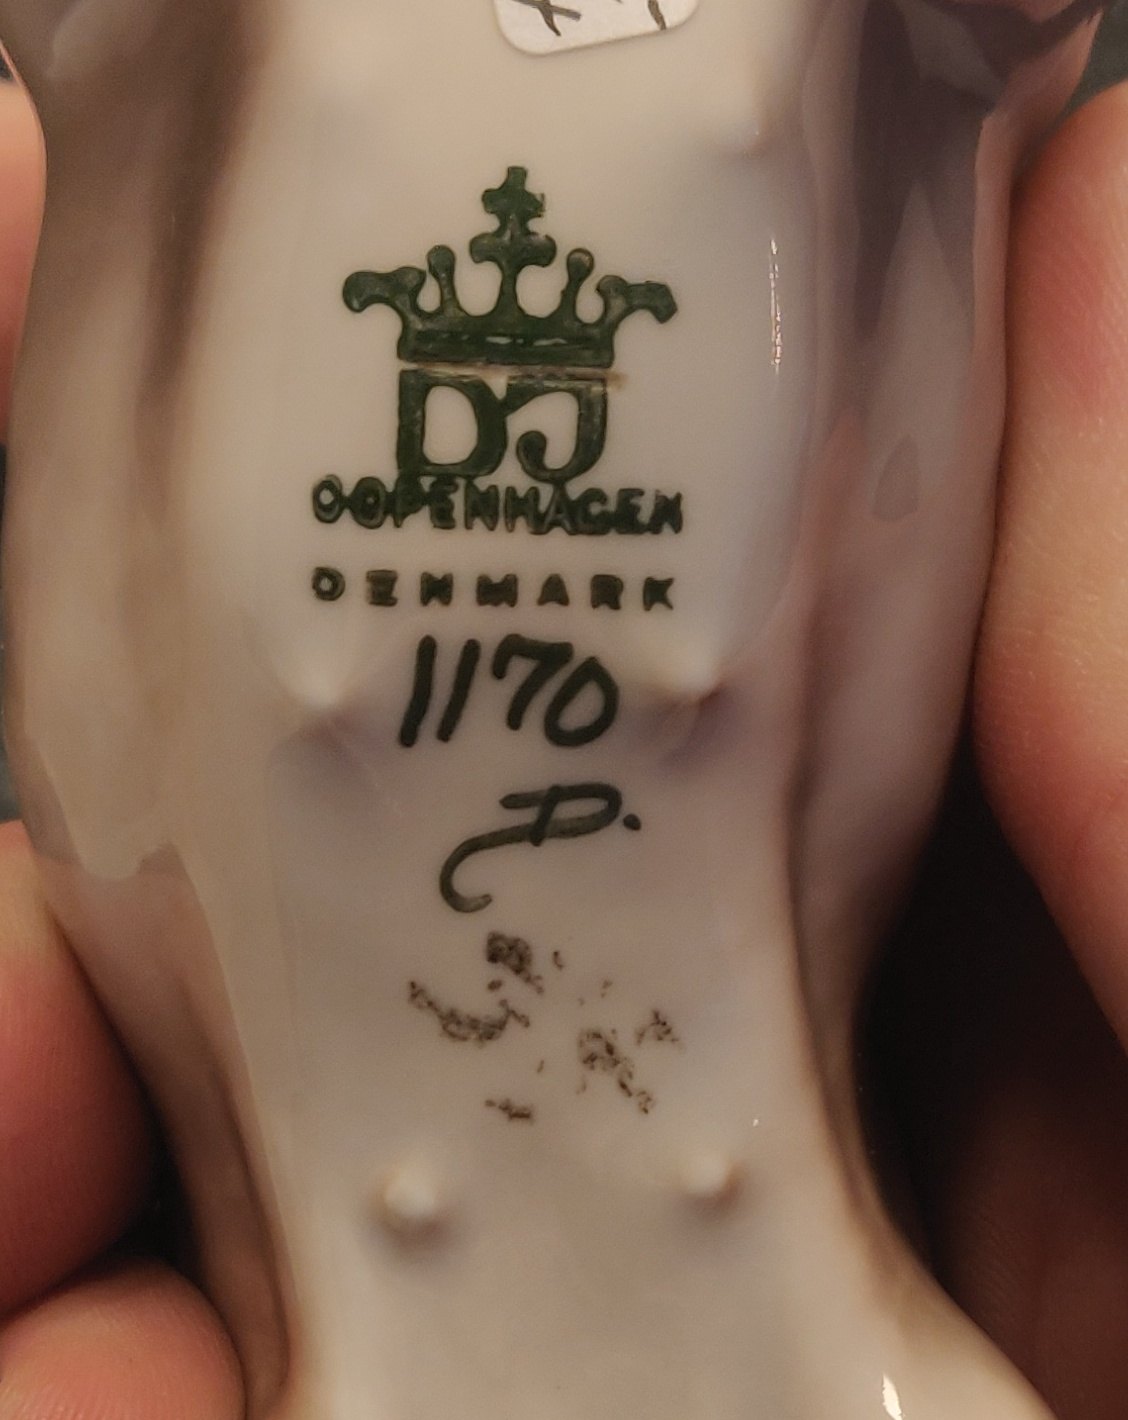 DJ
COPENHAGEN
DENMARK
1170
D.